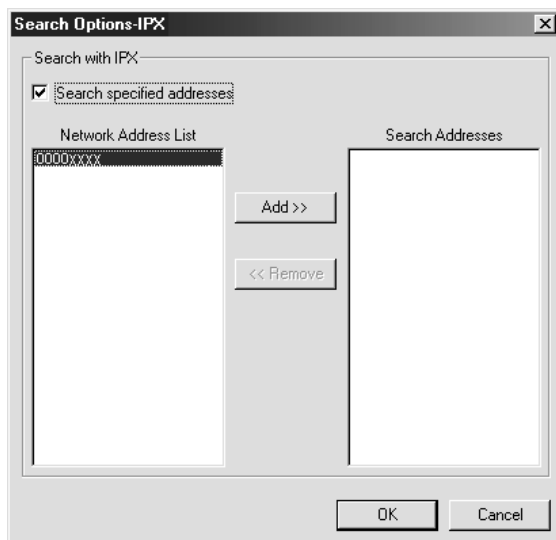 Search Options-IPX
Search with IPX
Search specified addresses
Network Address List
Search Addresses
0000xxxx
Add >>
<< Remove
OK
Cancel